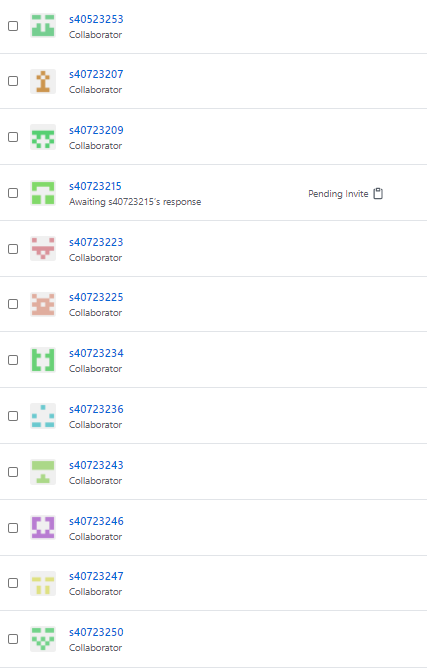 s40523253
Collaborator
s40723207
Collaborator
s40723209
Collaborator
s40723215
Awaiting s40723215's response
Pending Invite
s40723223
Collaborator
s40723225
Collaborator
s40723234
Collaborator
s40723236
Collaborator
s40723243
Collaborator
s40723246
Collaborator
s40723247
Collaborator
s40723250
Collaborator